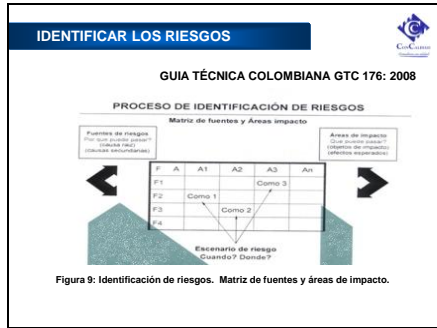 IDENTIFICAR LOS RIESGOS
ConCalidad
GUIA TÉCNICA COLOMBIANA GTC 176: 2008
PROCESO DE IDENTIFICACIÓN DE RIESGOS
Matriz de fuentes y Áreas impacto
Fuentes de riesgos
Por que puede pasar?
(causa raíz)
(causas secundarias)
Áreas de impacto
Que puede pasar?
(objetos de impacto)
(efectos esperados)
F A A1 A2 A3 An
F1 Como 3
F2 Como 1
F3 Como 2
F4
Escenario de riesgo
Cuando? Donde?
Figura 9: Identificación de riesgos. Matriz de fuentes y áreas de impacto.